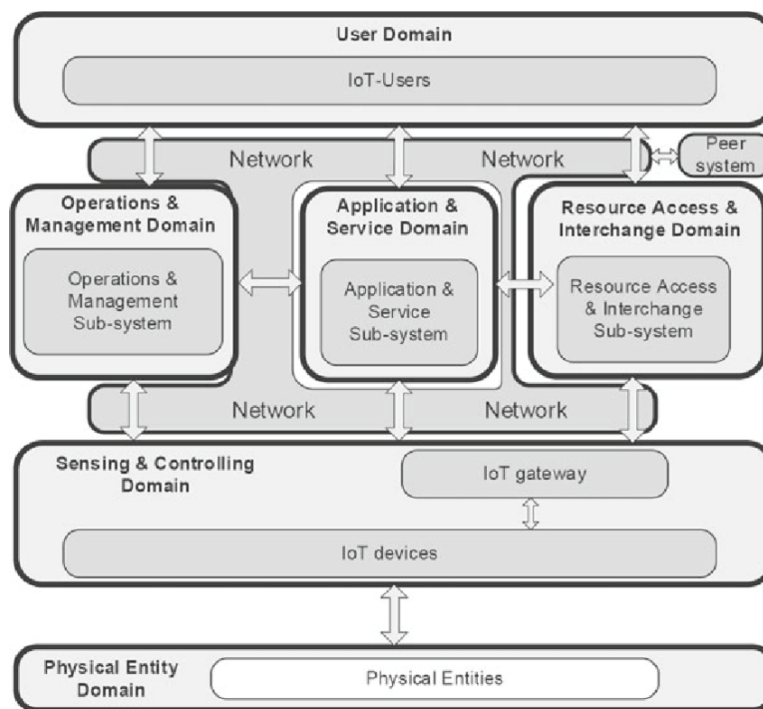 User Domain
IoT-Users
Network
Network
Peer
system
Operations &
Management Domain
Operations &
Management
Sub-system
Application &
Service Domain
Application &
Service
Sub-system
Resource Access &
Interchange Domain
Resource Access
& Interchange
Sub-system
Network
Network
Sensing & Controlling
Domain
IoT gateway
IoT devices
Physical Entity
Domain
Physical Entities